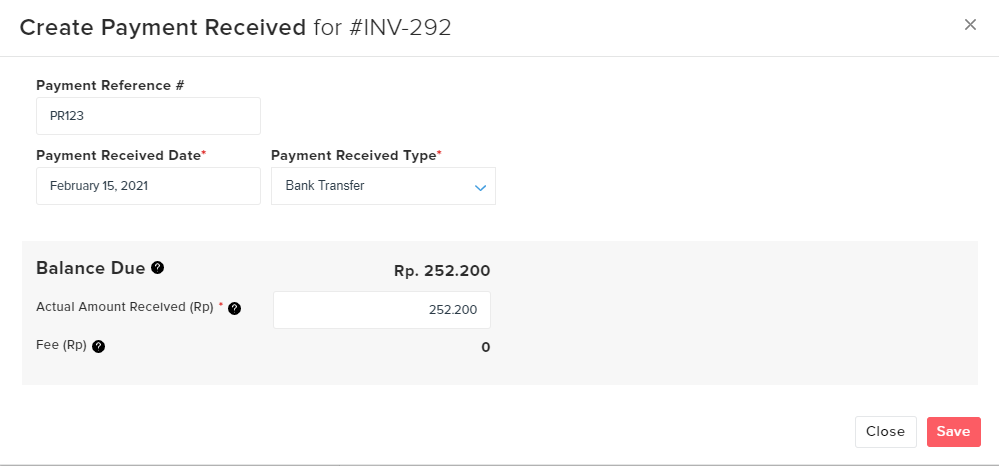 Create Payment Received for #INV-292
Payment Reference #
PR123
Payment Received Date* Payment Received Type*
February 15, 2021 Bank Transfer
Balance Due ? Rp. 252.200
Actual Amount Received (Rp) * ? 252.200
Fee (Rp) ? 0
Close Save